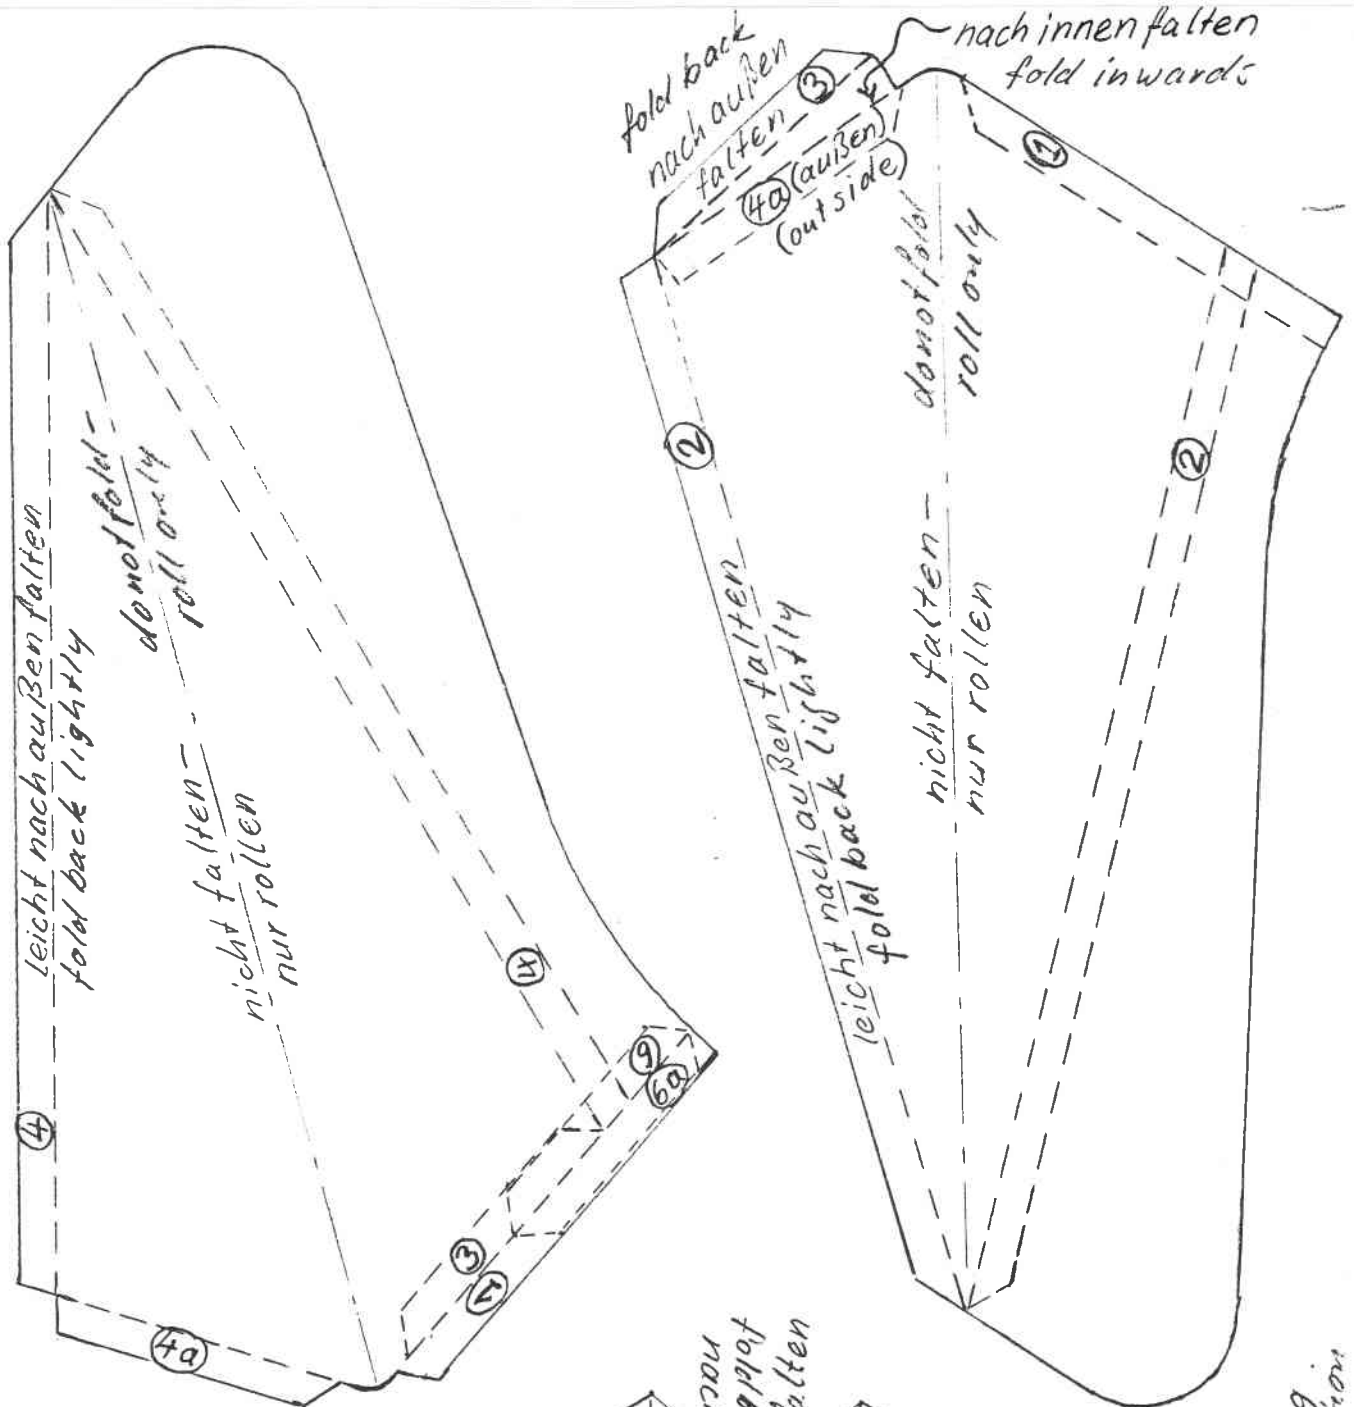 fold back
nach außen
falten
③
nach innen falten
fold inwards
4a (außen)
(outside)
①
②
②
do not fold
roll only
nicht falten -
nur rollen
leicht nach außen falten
fold back lightly
leicht nach außen falten
fold back lightly
do not fold -
roll only
nicht falten -
nur rollen
④
④
4a
9
6a
③
①
falten